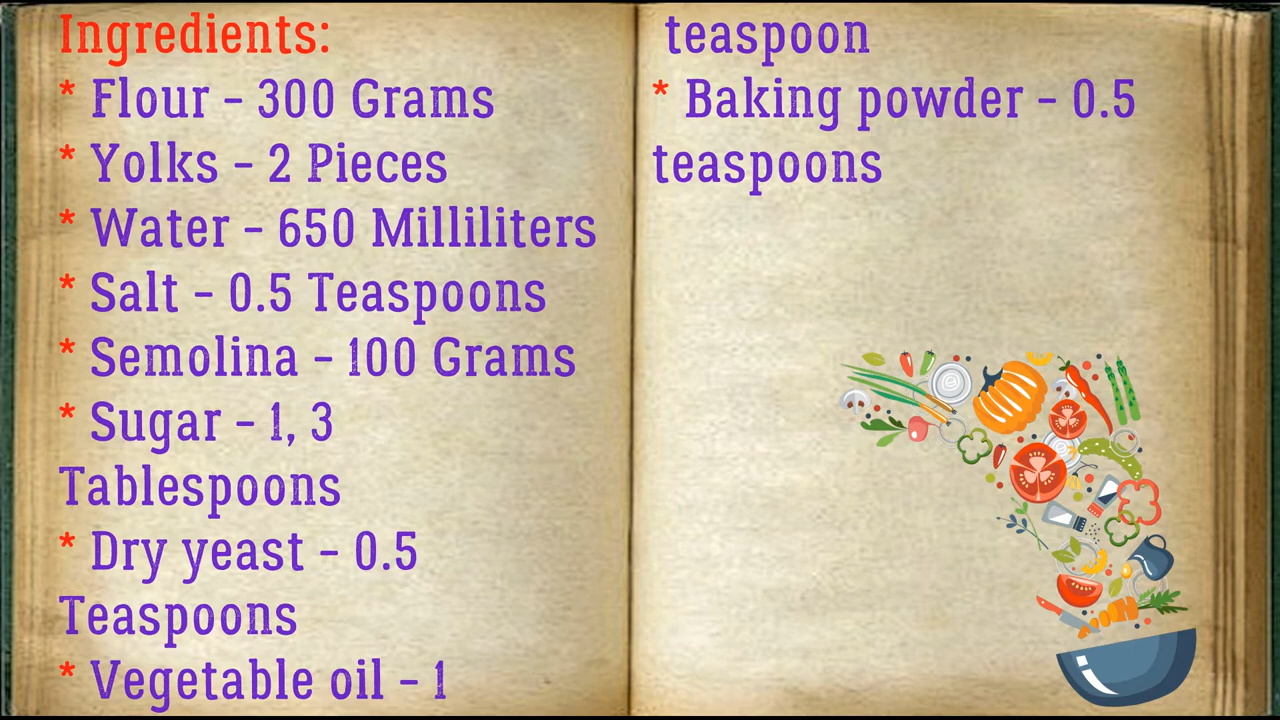 Ingredients:
* Flour – 300 Grams
* Yolks – 2 Pieces
* Water – 650 Milliliters
* Salt – 0.5 Teaspoons
* Semolina – 100 Grams
* Sugar – 1, 3
Tablespoons
* Dry yeast – 0.5
Teaspoons
* Vegetable oil – 1
teaspoon
* Baking powder – 0.5
teaspoons